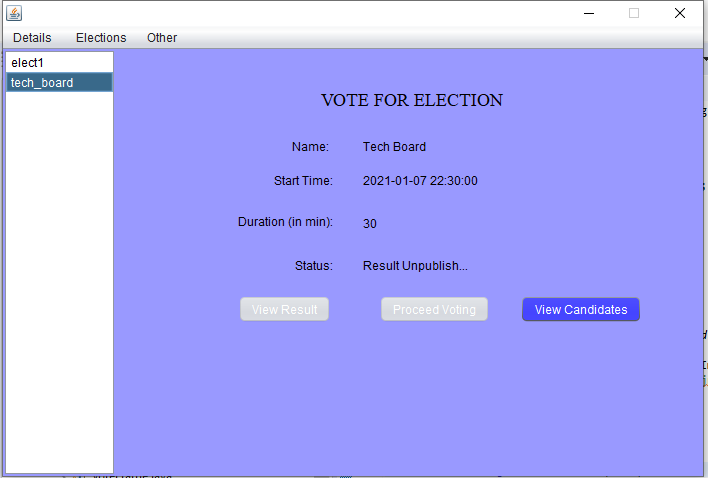 Details Elections Other
elect1
tech_board
VOTE FOR ELECTION
Name: Tech Board
Start Time: 2021-01-07 22:30:00
Duration (in min): 30
Status: Result Unpublish...
View Result Proceed Voting View Candidates